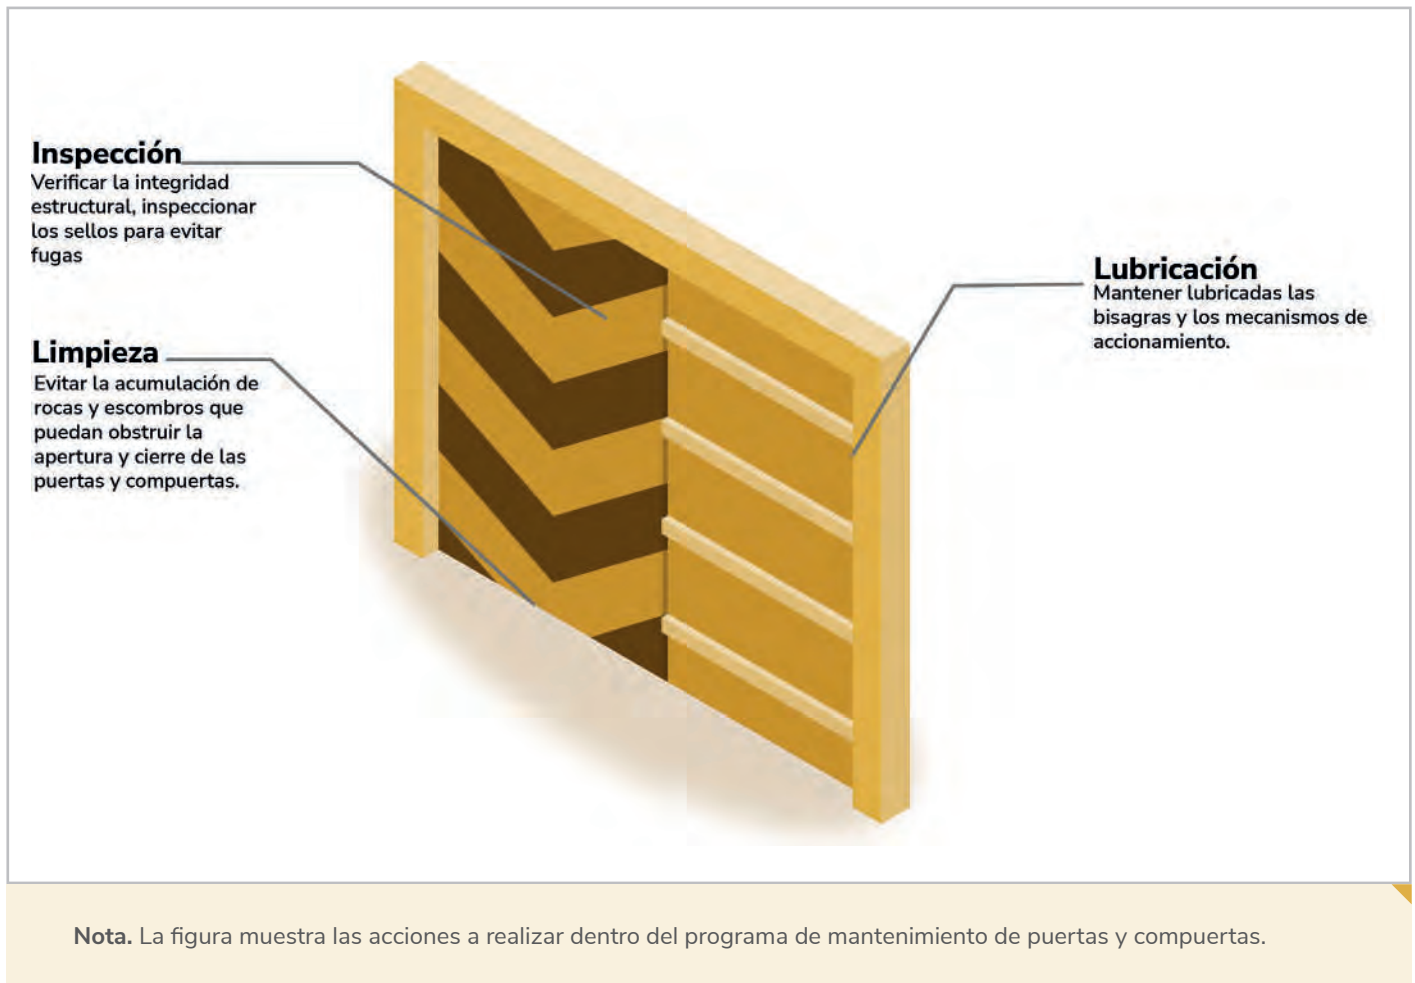 Inspección
Verificar la integridad
estructural, inspeccionar
los sellos para evitar
fugas
Limpieza
Evitar la acumulación de
rocas y escombros que
puedan obstruir la
apertura y cierre de las
puertas y compuertas.
Lubricación
Mantener lubricadas las
bisagras y los mecanismos de
accionamiento.
Nota. La figura muestra las acciones a realizar dentro del programa de mantenimiento de puertas y compuertas.